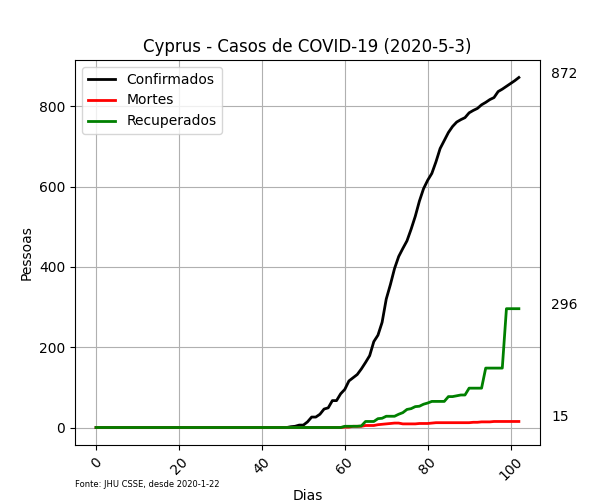 Cyprus - Casos de COVID-19 (2020-5-3)
Confirmados
Mortes
Recuperados
872
296
15
Pessoas
800
600
400
200
0
0
20
40
60
80
100
Fonte: JHU CSSE, desde 2020-1-22
Dias